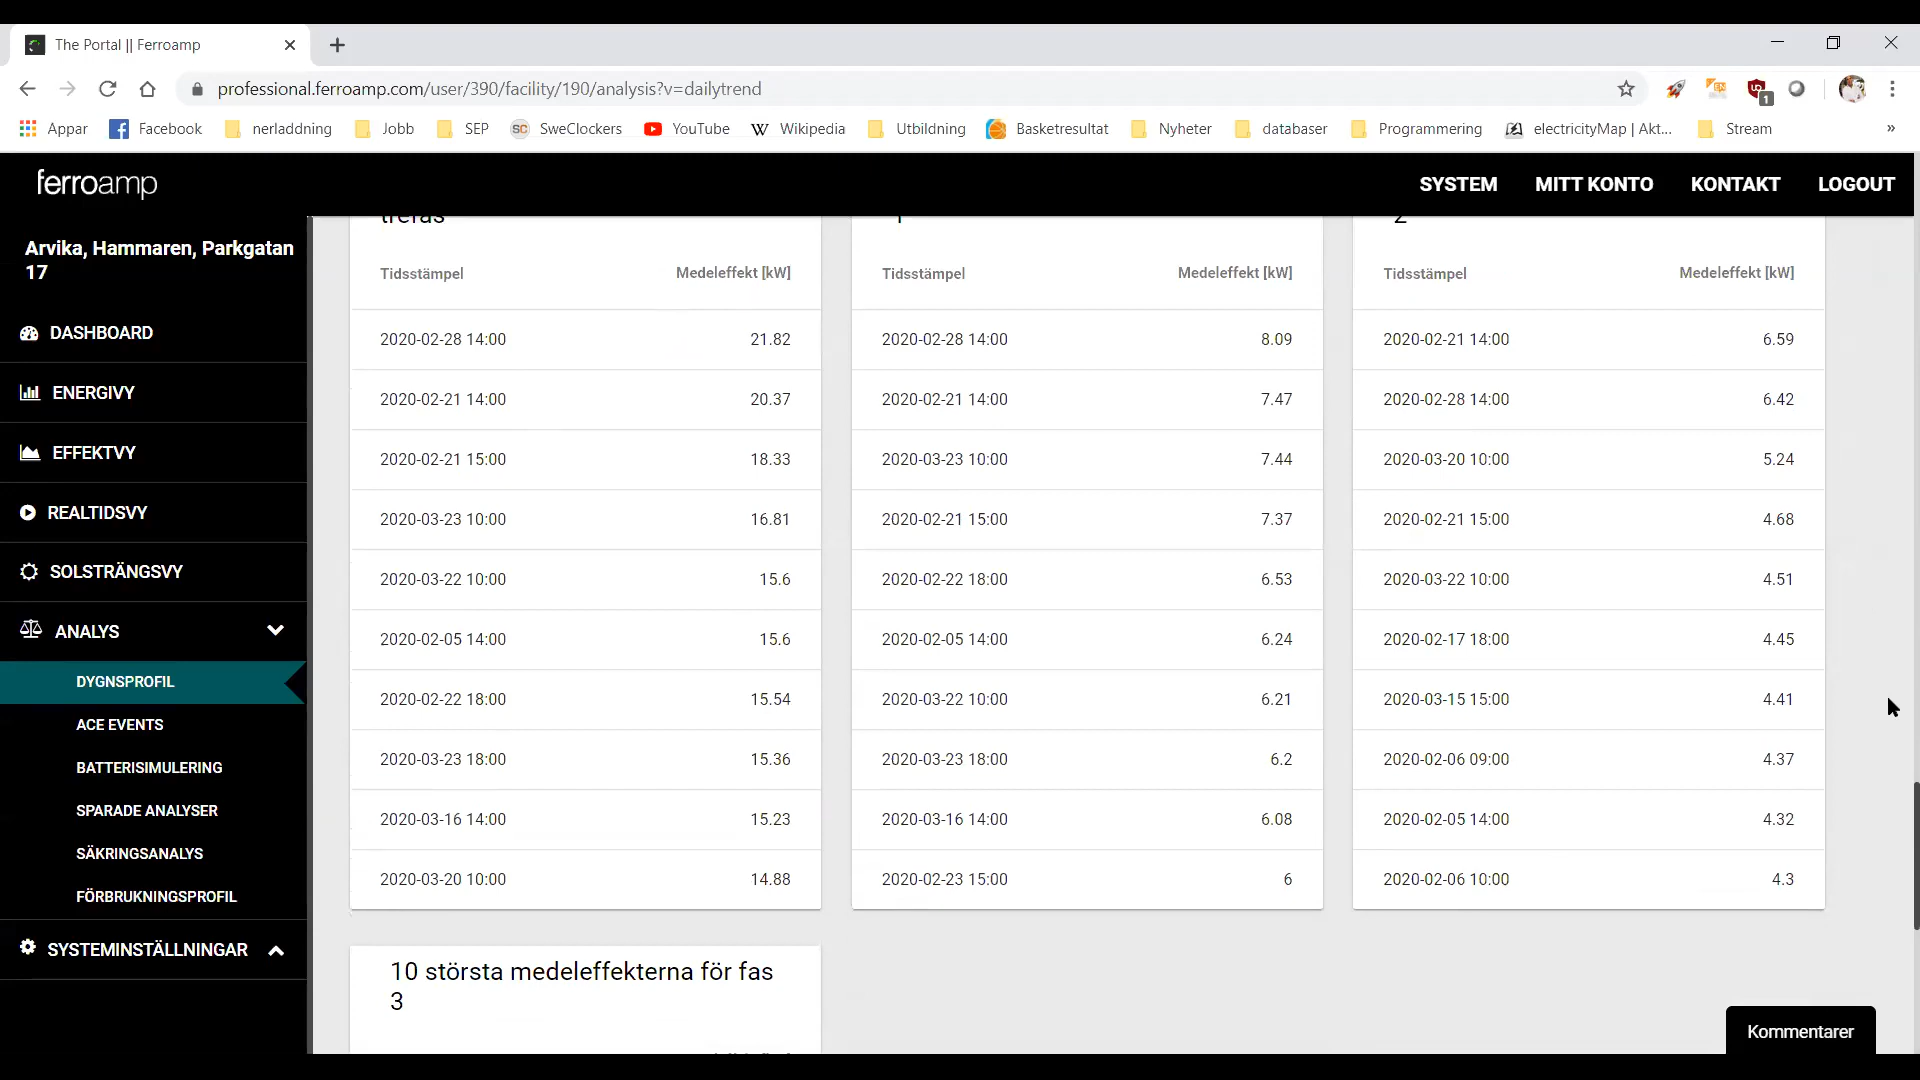 The Portal || Ferroamp
professional.ferroamp.com/user/390/facility/190/analysis?v=dailytrend
Appar Facebook nerladdning Jobb SEP SweClockers YouTube Wikipedia Utbildning Basketresultat Nyheter databaser Programmering electricityMap | Akt... Stream »
ferroamp SYSTEM MITT KONTO KONTAKT LOGOUT
Arvika, Hammaren, Parkgatan
17
DASHBOARD
ENERGIVY
EFFEKTVY
REALTIDSVY
SOLSTRÄNGSVY
ANALYS
DYGNSPROFIL
ACE EVENTS
BATTERISIMULERING
SPARADE ANALYSER
SÄKRINGSANALYS
FÖRBRUKNINGSPROFIL
SYSTEMINSTÄLLNINGAR
trefas
Tidsstämpel Medeleffekt [kW]
2020-02-28 14:00 21.82
2020-02-21 14:00 20.37
2020-02-21 15:00 18.33
2020-03-23 10:00 16.81
2020-03-22 10:00 15.6
2020-02-05 14:00 15.6
2020-02-22 18:00 15.54
2020-03-23 18:00 15.36
2020-03-16 14:00 15.23
2020-03-20 10:00 14.88
1
Tidsstämpel Medeleffekt [kW]
2020-02-28 14:00 8.09
2020-02-21 14:00 7.47
2020-03-23 10:00 7.44
2020-02-21 15:00 7.37
2020-02-22 18:00 6.53
2020-02-05 14:00 6.24
2020-03-22 10:00 6.21
2020-03-23 18:00 6.2
2020-03-16 14:00 6.08
2020-02-23 15:00 6
2
Tidsstämpel Medeleffekt [kW]
2020-02-21 14:00 6.59
2020-02-28 14:00 6.42
2020-03-20 10:00 5.24
2020-02-21 15:00 4.68
2020-03-22 10:00 4.51
2020-02-17 18:00 4.45
2020-03-15 15:00 4.41
2020-02-06 09:00 4.37
2020-02-05 14:00 4.32
2020-02-06 10:00 4.3
10 största medeleffekterna för fas
3
Kommentarer